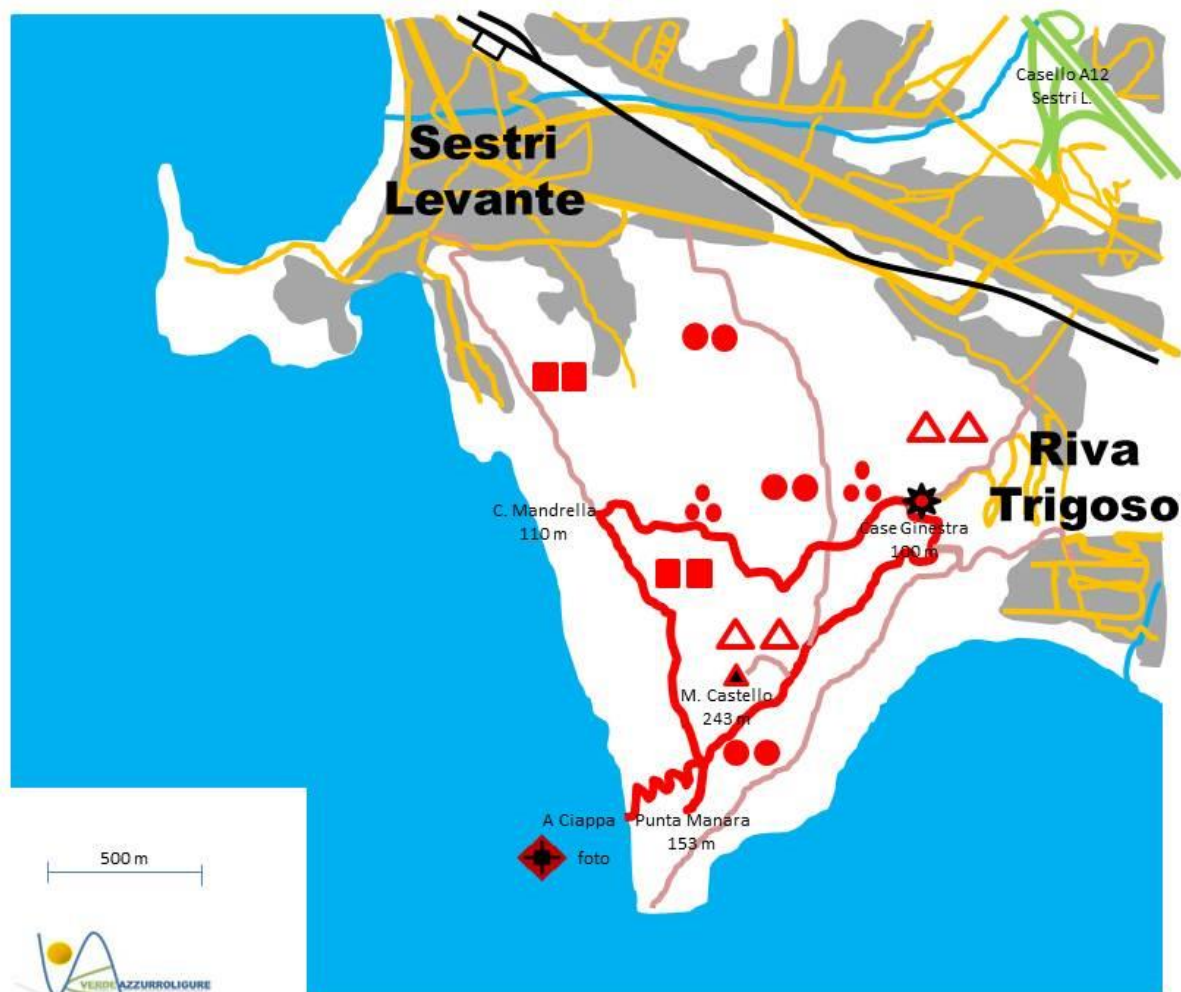 Casello A12
Sestri L.
Sestri
Levante
Riva
Trigoso
C. Mandrella
110 m
Case Ginestra
100 m
M. Castello
243 m
A Ciappa
Punta Manara
153 m
foto
500 m
VERDEAZZURROLIGURE